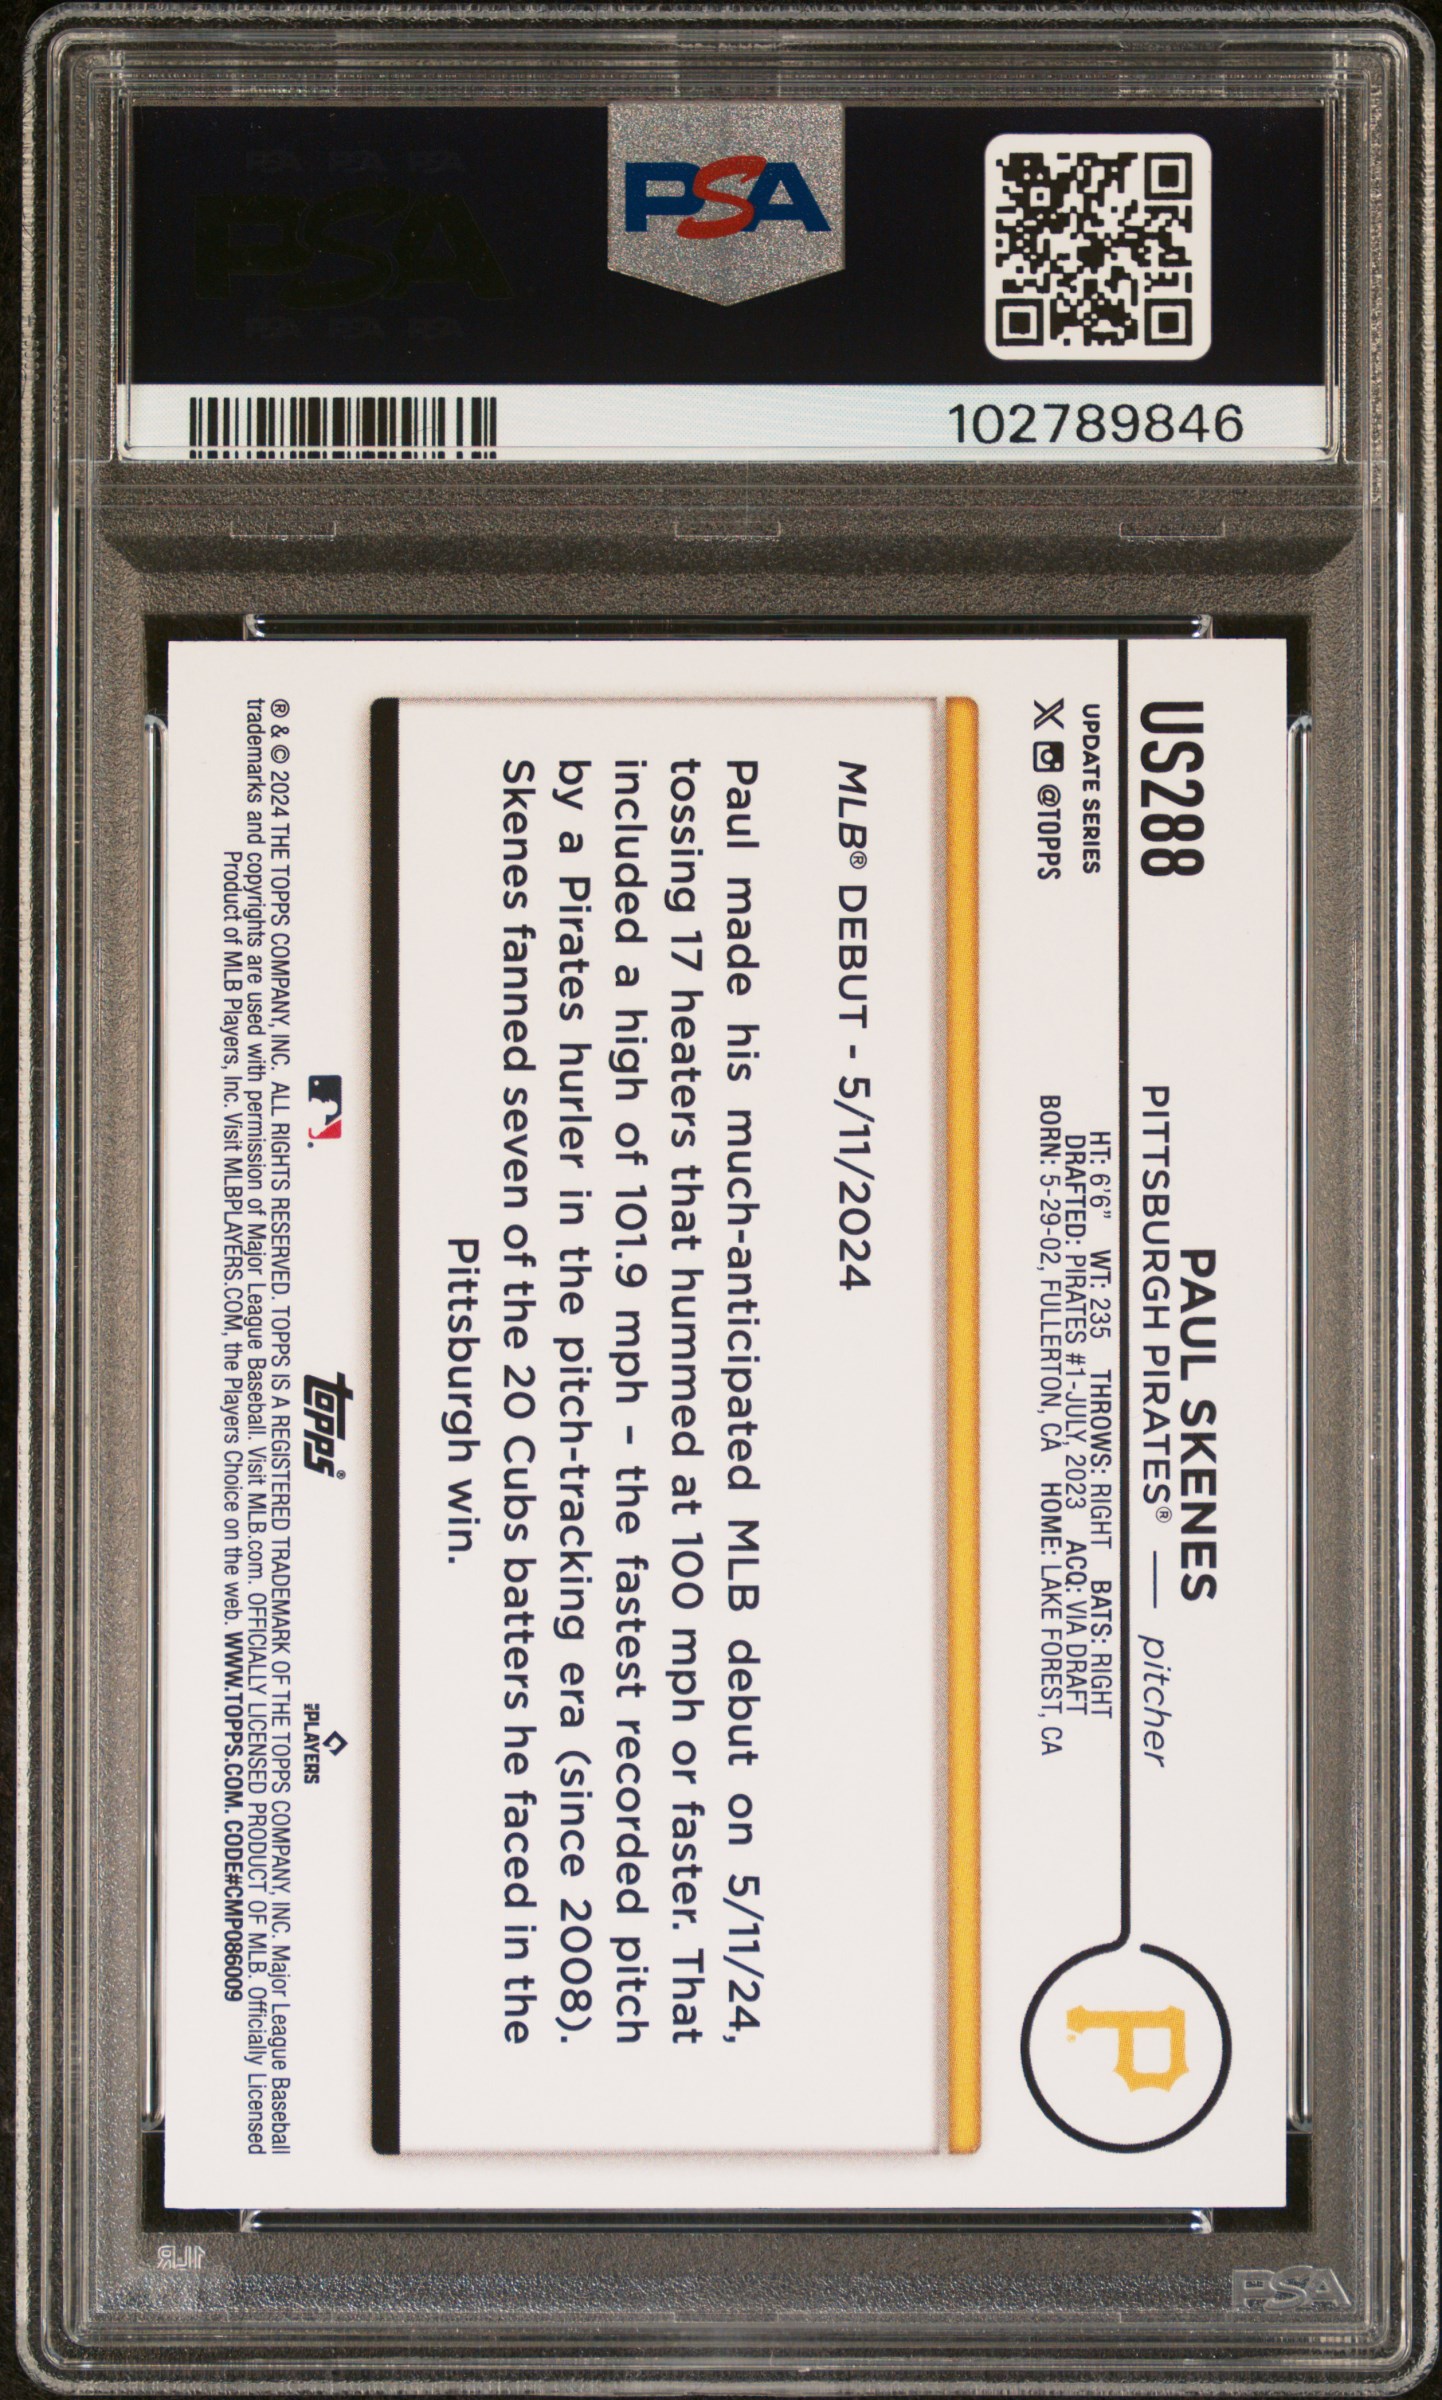 PSA PSA PSA
PSA
PSA PSA PSA
PSA
102789846
US288
PAUL SKENES
PITTSBURGH PIRATES® — pitcher
UPDATE SERIES
X @TOPPS
HT: 6'6" WT: 235 THROWS: RIGHT BATS: RIGHT
DRAFTED: PIRATES #1-JULY, 2023 ACQ: VIA DRAFT
BORN: 5-29-02, FULLERTON, CA HOME: LAKE FOREST, CA
P
MLB® DEBUT - 5/11/2024
Paul made his much-anticipated MLB debut on 5/11/24,
tossing 17 heaters that hummed at 100 mph or faster. That
included a high of 101.9 mph – the fastest recorded pitch
by a Pirates hurler in the pitch-tracking era (since 2008).
Skenes fanned seven of the 20 Cubs batters he faced in the
Pittsburgh win.
topps®
PLAYERS
® & © 2024 THE TOPPS COMPANY, INC. ALL RIGHTS RESERVED. TOPPS IS A REGISTERED TRADEMARK OF THE TOPPS COMPANY, INC. Major League Baseball
trademarks and copyrights are used with permission of Major League Baseball. Visit MLB.com. OFFICIALLY LICENSED PRODUCT OF MLB. Officially Licensed
Product of MLB Players, Inc. Visit MLBPLAYERS.COM, the Players Choice on the web. WWW.TOPPS.COM. CODE#CMP086009
PSA